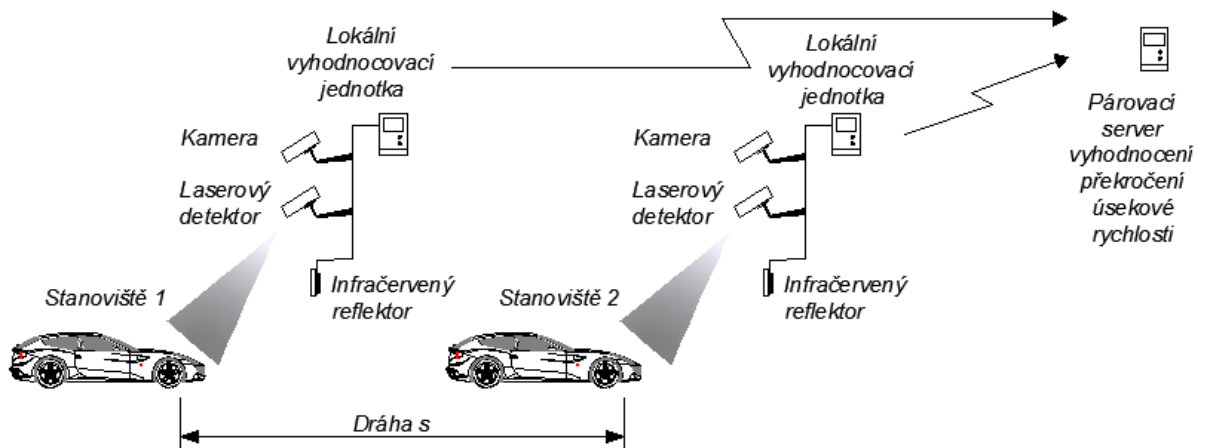 Lokální
vyhodnocovací
jednotka
Kamera
Laserový
detektor
Infračervený
reflektor
Stanoviště 1
Lokální
vyhodnocovací
jednotka
Kamera
Laserový
detektor
Infračervený
reflektor
Stanoviště 2
Párovací
server
vyhodnocení
překročení
úsekové
rychlosti
Dráha s